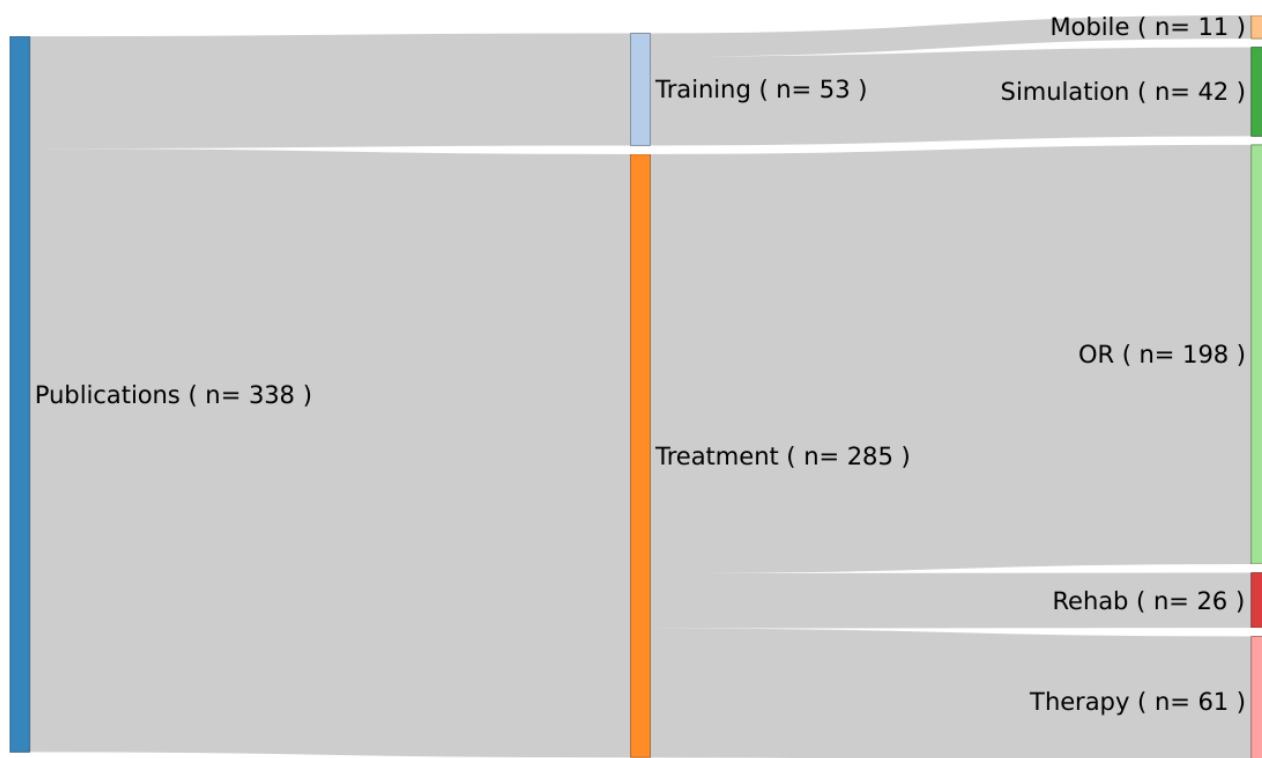 Publications ( n= 338 )
Training ( n= 53 )
Treatment ( n= 285 )
Mobile ( n= 11 )
Simulation ( n= 42 )
OR ( n= 198 )
Rehab ( n= 26 )
Therapy ( n= 61 )